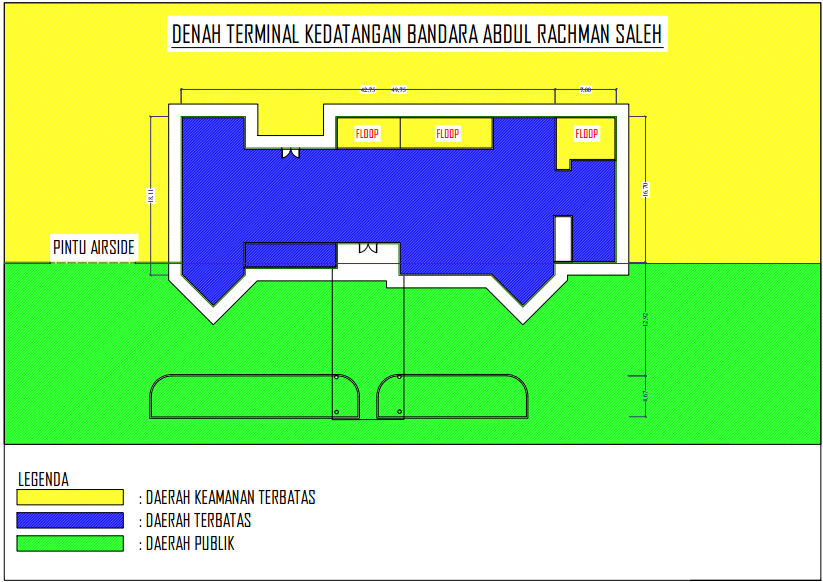 DENAH TERMINAL KEDATANGAN BANDARA ABDUL RACHMAN SALEH
42,75 49,75 7,00
FLOOP FLOOP FLOOP
18,11
16,70
PINTU AIRSIDE
12,92
4,67
LEGENDA
: DAERAH KEAMANAN TERBATAS
: DAERAH TERBATAS
: DAERAH PUBLIK